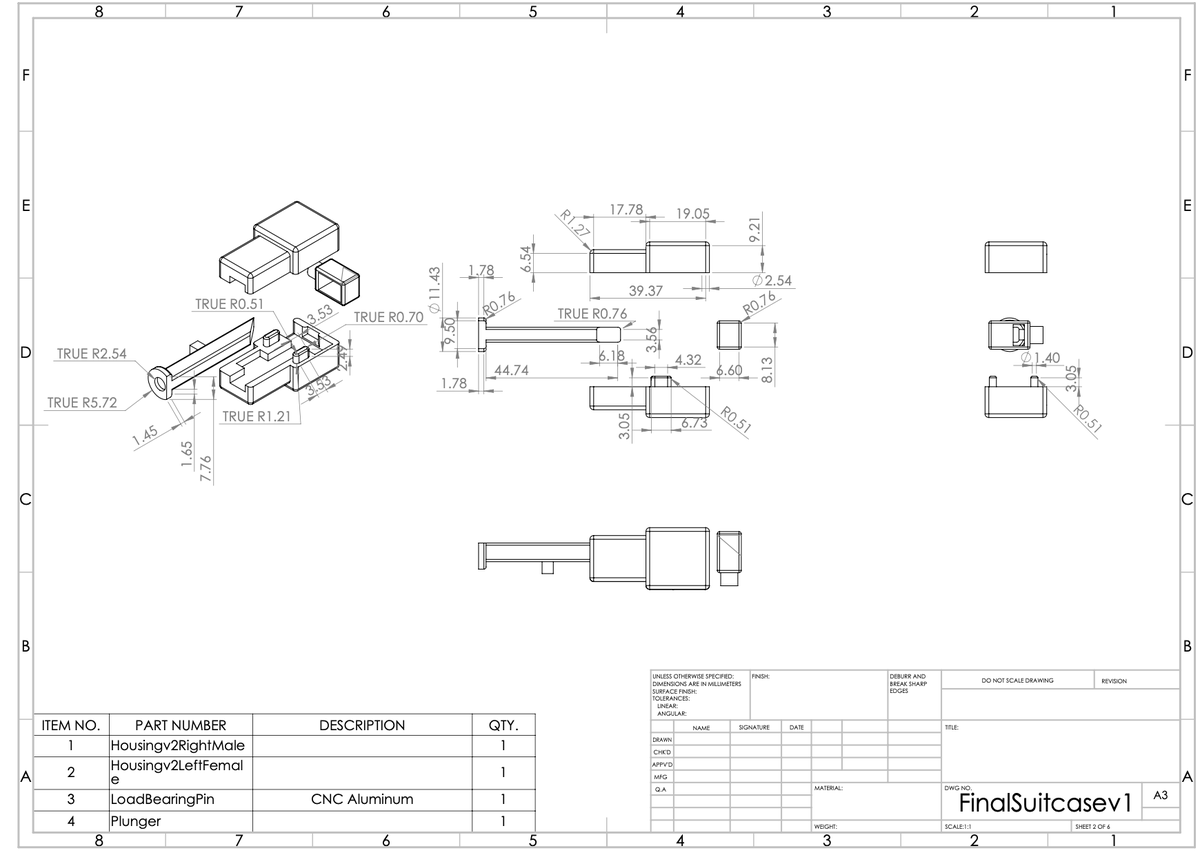 8 7 6 5 4 3 2 1
F F
E E
D D
C C
B B
A A
17.78
19.05
R1.27
9.21
6.54
1.78
Ø11.43
Ø2.54
39.37
R0.76
R0.76
TRUE R0.51
3.53
TRUE R0.70
TRUE R0.76
9.50
3.56
TRUE R2.54
2.49
6.18
4.32
6.60
8.13
Ø1.40
3.05
44.74
3.53
1.78
TRUE R5.72
TRUE R1.21
3.05
6.73
R0.51
R0.51
1.45
1.65
7.76
ITEM NO. PART NUMBER DESCRIPTION QTY.
1 Housingv2RightMale 1
2 Housingv2LeftFemal
e 1
3 LoadBearingPin CNC Aluminum 1
4 Plunger 1
UNLESS OTHERWISE SPECIFIED:
DIMENSIONS ARE IN MILLIMETERS
SURFACE FINISH:
TOLERANCES:
LINEAR:
ANGULAR:
FINISH:
DEBURR AND
BREAK SHARP
EDGES
DO NOT SCALE DRAWING
REVISION
NAME SIGNATURE DATE
DRAWN
CHK'D
APPV'D
MFG
Q.A
TITLE:
MATERIAL:
DWG NO.
FinalSuitcasev1
A3
WEIGHT:
SCALE:1:1
SHEET 2 OF 6
8 7 6 5 4 3 2 1